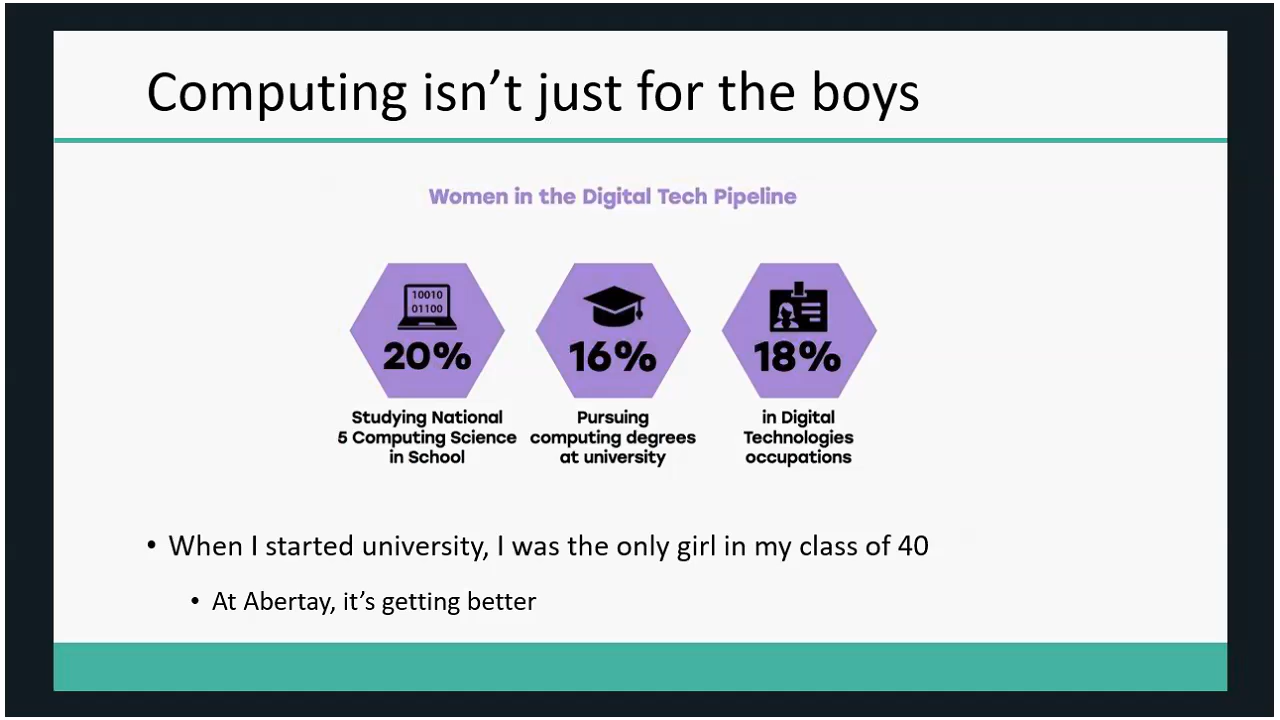 Computing isn’t just for the boys
Women in the Digital Tech Pipeline
10010
01100
20%
Studying National
5 Computing Science
in School
16%
Pursuing
computing degrees
at university
18%
in Digital
Technologies
occupations
• When I started university, I was the only girl in my class of 40
• At Abertay, it’s getting better